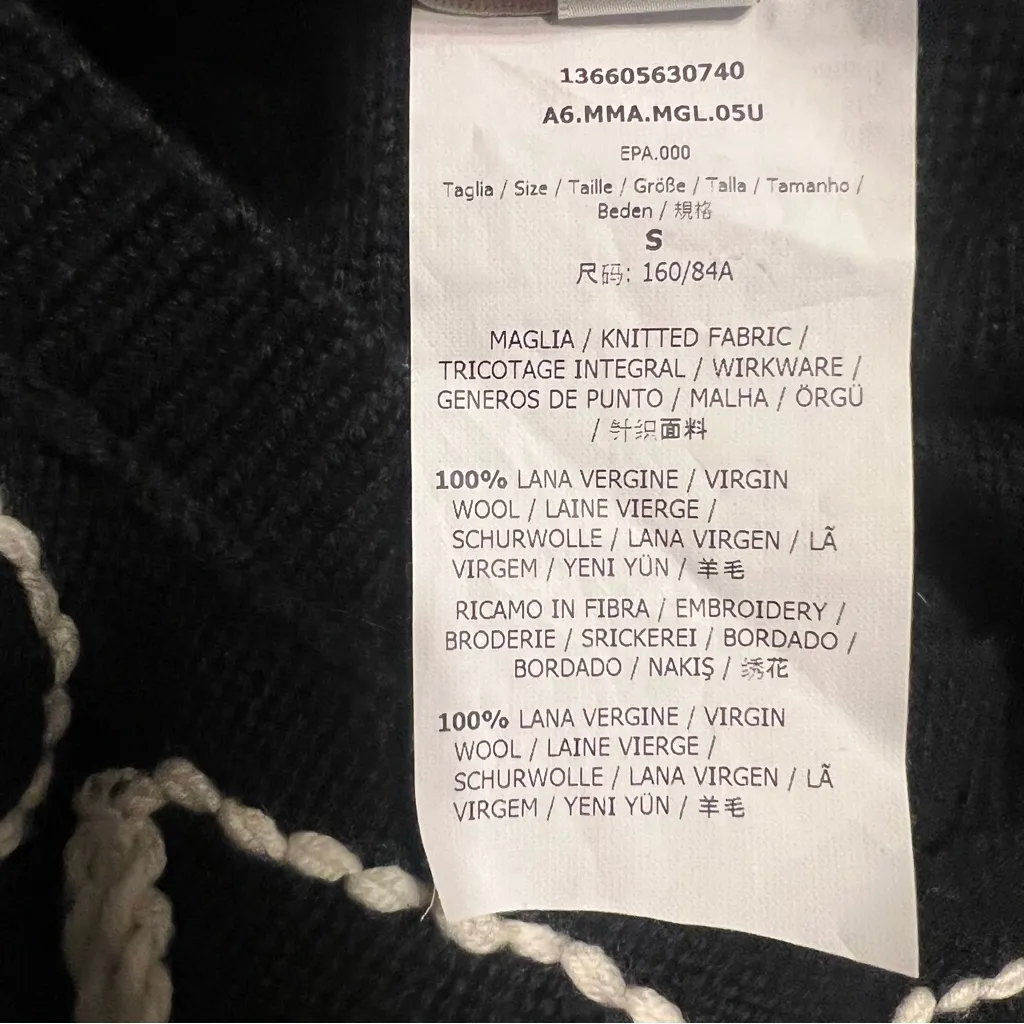 136605630740
A6.MMA.MGL.05U
EPA.000
Taglia / Size / Taille / Größe / Talla / Tamanho /
Beden / 規格
S
尺码: 160/84A
MAGLIA / KNITTED FABRIC /
TRICOTAGE INTEGRAL / WIRKWARE /
GENEROS DE PUNTO / MALHA / ÖRGÜ
/ 针织面料
100% LANA VERGINE / VIRGIN
WOOL / LAINE VIERGE /
SCHURWOLLE / LANA VIRGEN / LÃ
VIRGEM / YENI YÜN / 羊毛
RICAMO IN FIBRA / EMBROIDERY /
BRODERIE / SRICKEREI / BORDADO /
BORDADO / NAKIŞ / 绣花
100% LANA VERGINE / VIRGIN
WOOL / LAINE VIERGE /
SCHURWOLLE / LANA VIRGEN / LÃ
VIRGEM / YENI YÜN / 羊毛